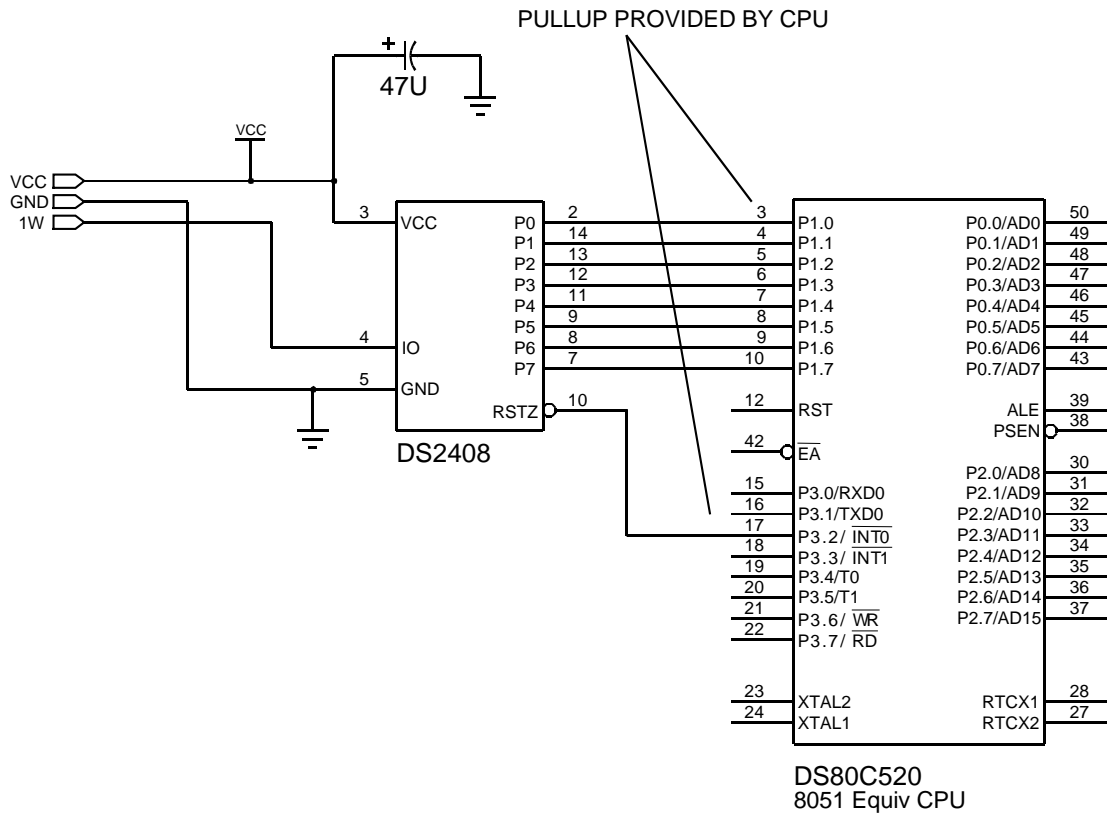 PULLUP PROVIDED BY CPU
+
47U
VCC
VCC
GND
1W
3 VCC P0 2
P1 14
P2 13
P3 12
P4 11
P5 9
4 IO P6 8
P7 7
5 GND
RSTZ 10
DS2408
3 P1.0 P0.0/AD0 50
4 P1.1 P0.1/AD1 49
5 P1.2 P0.2/AD2 48
6 P1.3 P0.3/AD3 47
7 P1.4 P0.4/AD4 46
8 P1.5 P0.5/AD5 45
9 P1.6 P0.6/AD6 44
10 P1.7 P0.7/AD7 43
12 RST ALE 39
PSEN 38
42 EA
P2.0/AD8 30
15 P3.0/RXD0 P2.1/AD9 31
16 P3.1/TXD0 P2.2/AD10 32
17 P3.2/ INT0 P2.3/AD11 33
18 P3.3/ INT1 P2.4/AD12 34
19 P3.4/T0 P2.5/AD13 35
20 P3.5/T1 P2.6/AD14 36
21 P3.6/ WR P2.7/AD15 37
22 P3.7/ RD
23 XTAL2 RTCX1 28
24 XTAL1 RTCX2 27
DS80C520
8051 Equiv CPU